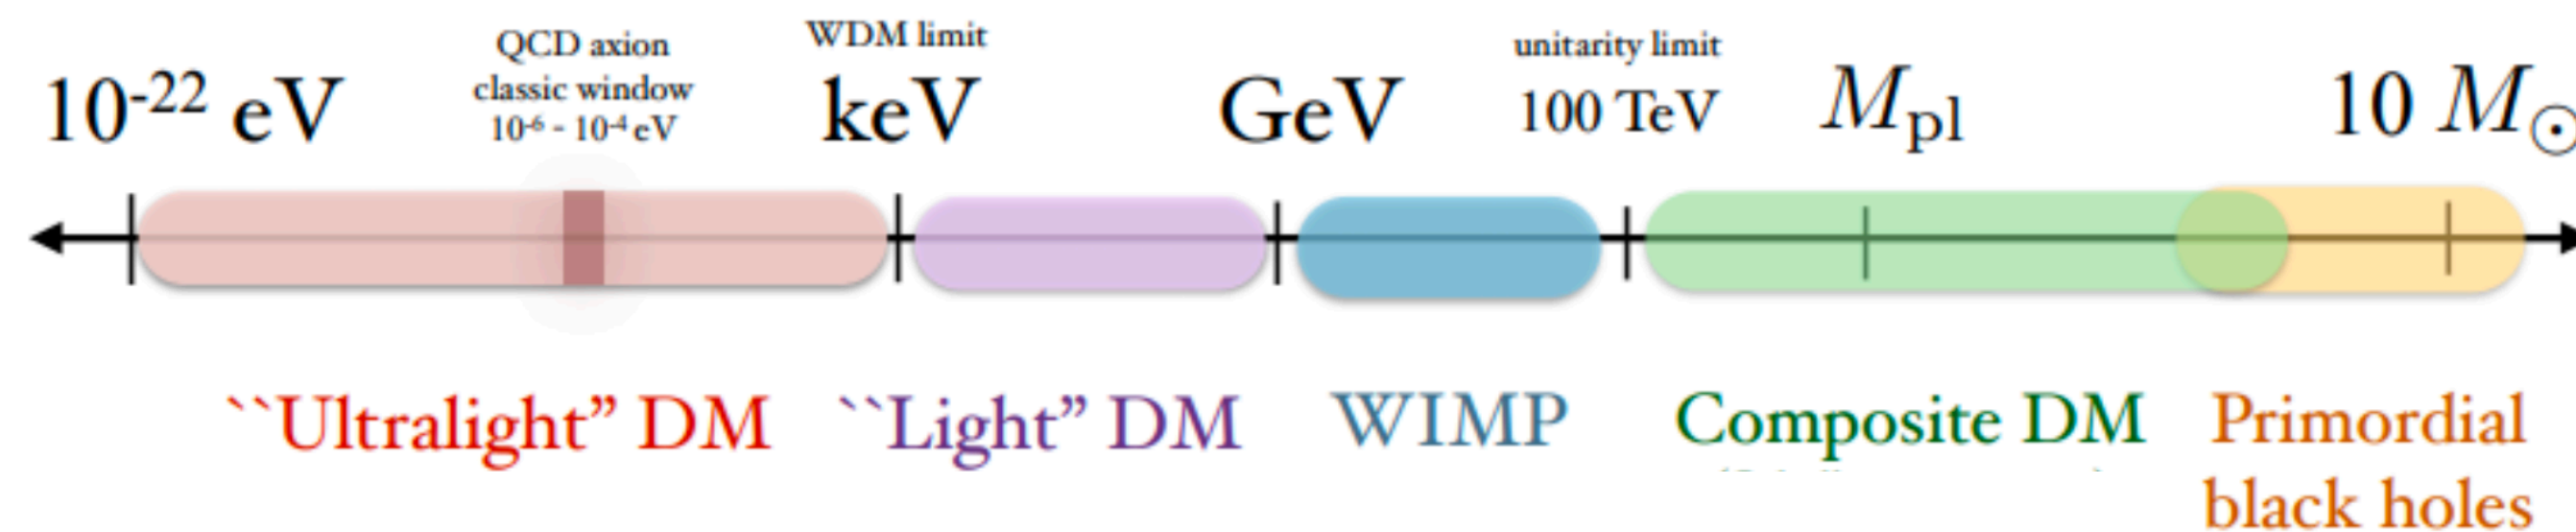 QCD axion
classic window
10⁻⁶ - 10⁻⁴ eV
WDM limit
unitarity limit
10⁻²² eV
keV
GeV
100 TeV
Mₚₗ
10 M☉
``Ultralight” DM
``Light” DM
WIMP
Composite DM
Primordial
black holes